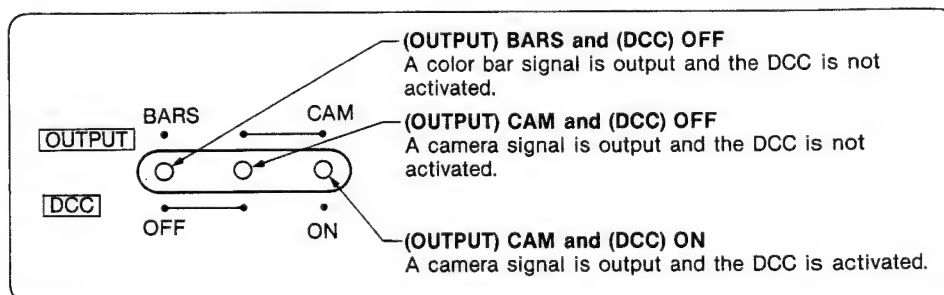 (OUTPUT) BARS and (DCC) OFF
A color bar signal is output and the DCC is not
activated.
BARS CAM
OUTPUT
(OUTPUT) CAM and (DCC) OFF
A camera signal is output and the DCC is not
activated.
DCC
OFF ON
(OUTPUT) CAM and (DCC) ON
A camera signal is output and the DCC is activated.